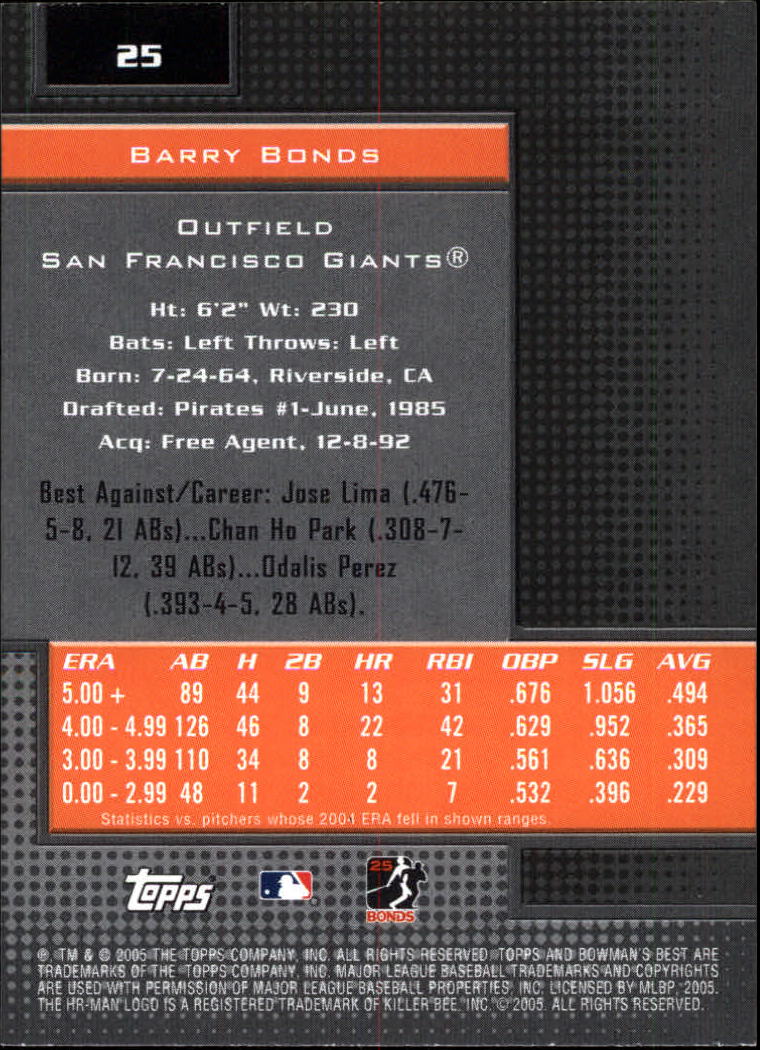 25
BARRY BONDS
OUTFIELD
SAN FRANCISCO GIANTS®
Ht: 6'2" Wt: 230
Bats: Left Throws: Left
Born: 7-24-64, Riverside, CA
Drafted: Pirates #1-June, 1985
Acq: Free Agent, 12-8-92
Best Against/Career: Jose Lima (.476-
5-8, 21 ABs)...Chan Ho Park (.308-7-
12, 39 ABs)...Odalis Perez
(.393-4-5, 28 ABs).
ERA AB H 2B HR RBI OBP SLG AVG
5.00 + 89 44 9 13 31 .676 1.056 .494
4.00 - 4.99 126 46 8 22 42 .629 .952 .365
3.00 - 3.99 110 34 8 8 21 .561 .636 .309
0.00 - 2.99 48 11 2 2 7 .532 .396 .229
Statistics vs. pitchers whose 2004 ERA fell in shown ranges.
Topps
25
BONDS
®, TM & © 2005 THE TOPPS COMPANY, INC. ALL RIGHTS RESERVED. TOPPS AND BOWMAN'S BEST ARE
TRADEMARKS OF THE TOPPS COMPANY, INC. MAJOR LEAGUE BASEBALL TRADEMARKS AND COPYRIGHTS
ARE USED WITH PERMISSION OF MAJOR LEAGUE BASEBALL PROPERTIES, INC. LICENSED BY MLBP, 2005.
THE HR-MAN LOGO IS A REGISTERED TRADEMARK OF KILLER BEE, INC. © 2005. ALL RIGHTS RESERVED.